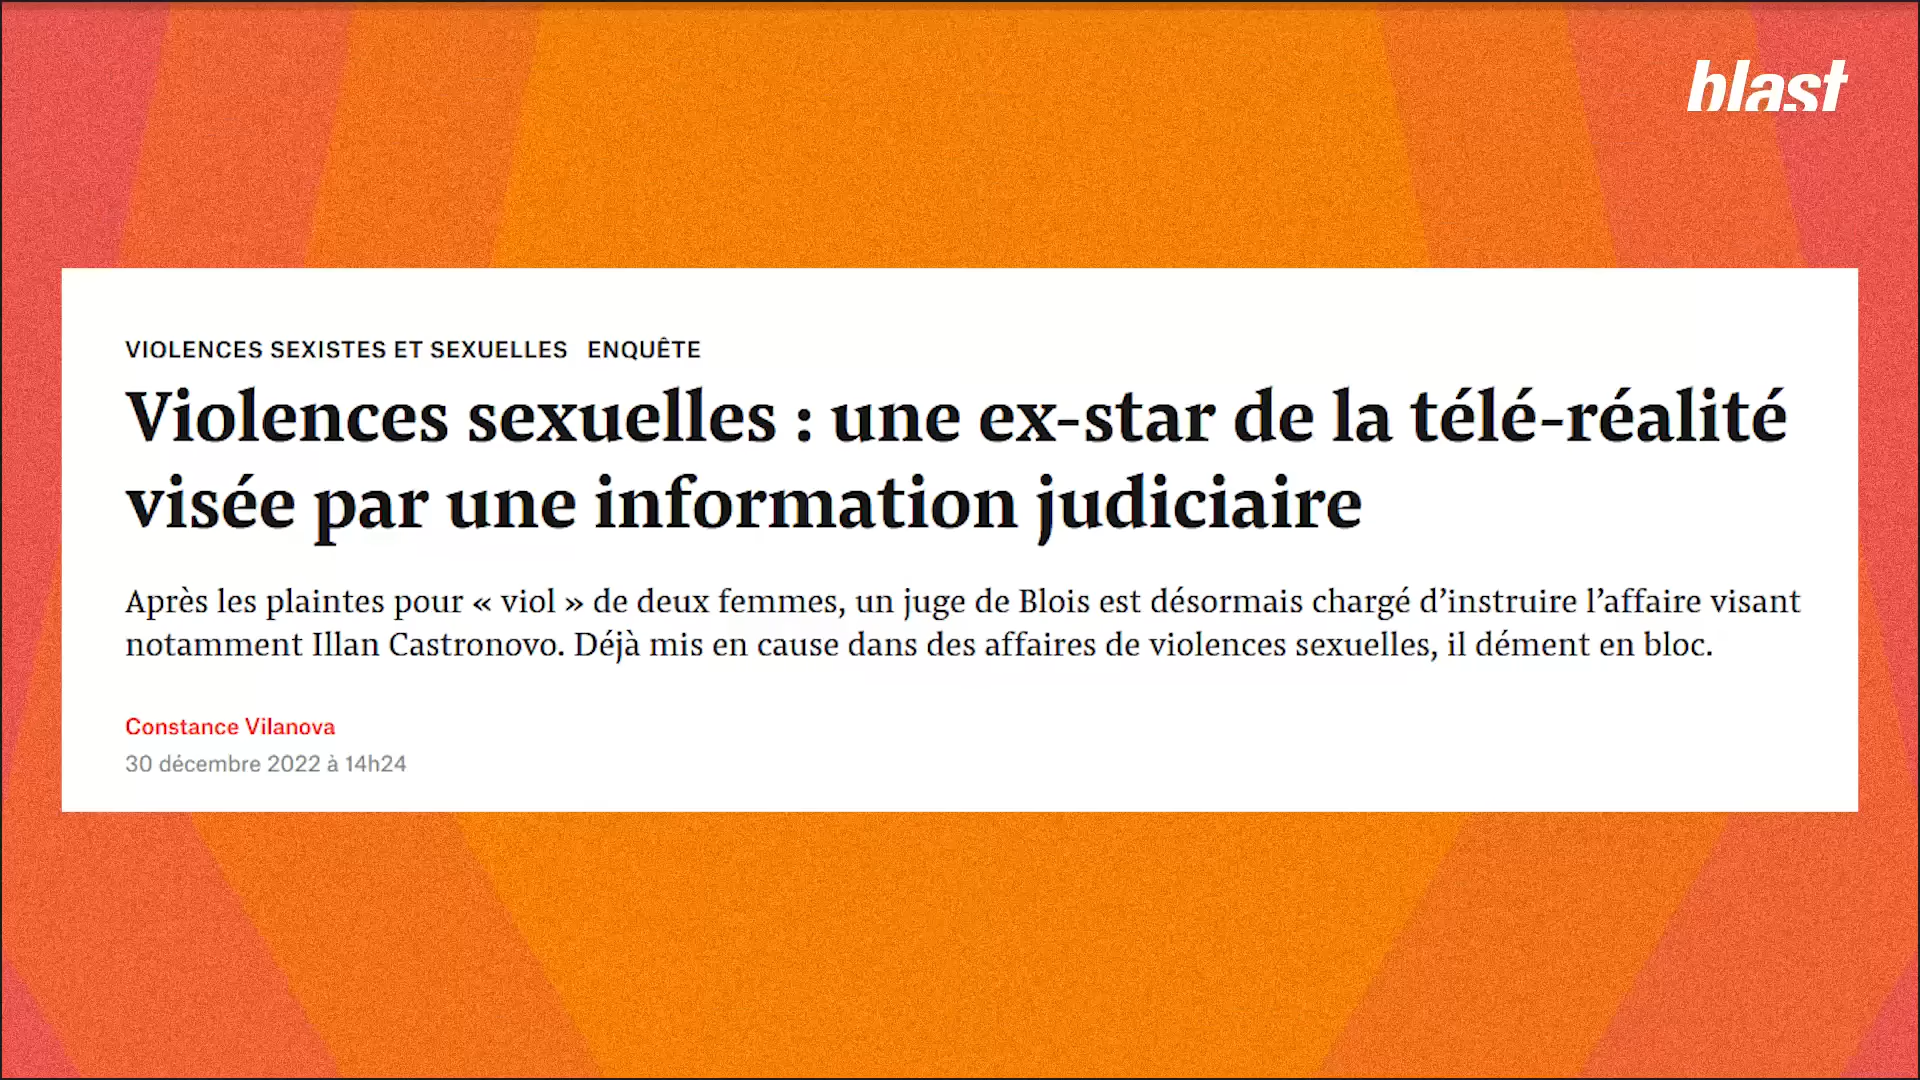 blast
VIOLENCES SEXISTES ET SEXUELLES ENQUÊTE
Violences sexuelles : une ex-star de la télé-réalité
visée par une information judiciaire
Après les plaintes pour « viol » de deux femmes, un juge de Blois est désormais chargé d’instruire l’affaire visant
notamment Illan Castronovo. Déjà mis en cause dans des affaires de violences sexuelles, il dément en bloc.
Constance Vilanova
30 décembre 2022 à 14h24